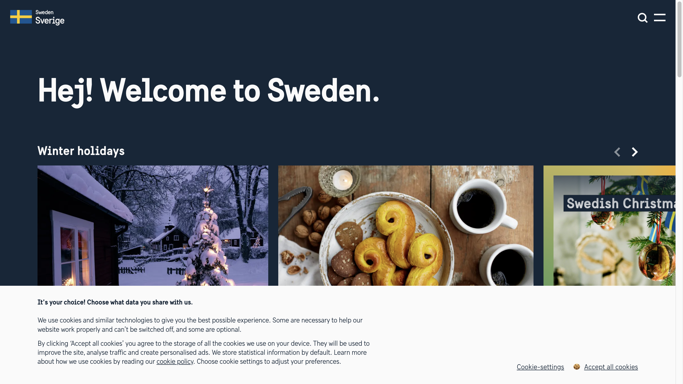 Sweden
Sverige
Hej! Welcome to Sweden.
Winter holidays
Swedish
It's your choice! Choose what data you share with us.
We use cookies and similar technologies to give you the best possible experience. Some are necessary to help our
website work properly and can't be switched off, and some are optional.
By clicking 'Accept all cookies' you agree to the storage of all the cookies we use on your device. They will be used to
improve the site, analyse traffic and create personalised ads. We store statistical information by default. Learn more
about how we use cookies by reading our cookie policy. Choose cookie settings to adjust your preferences.
Cookie-settings
Accept all cookies